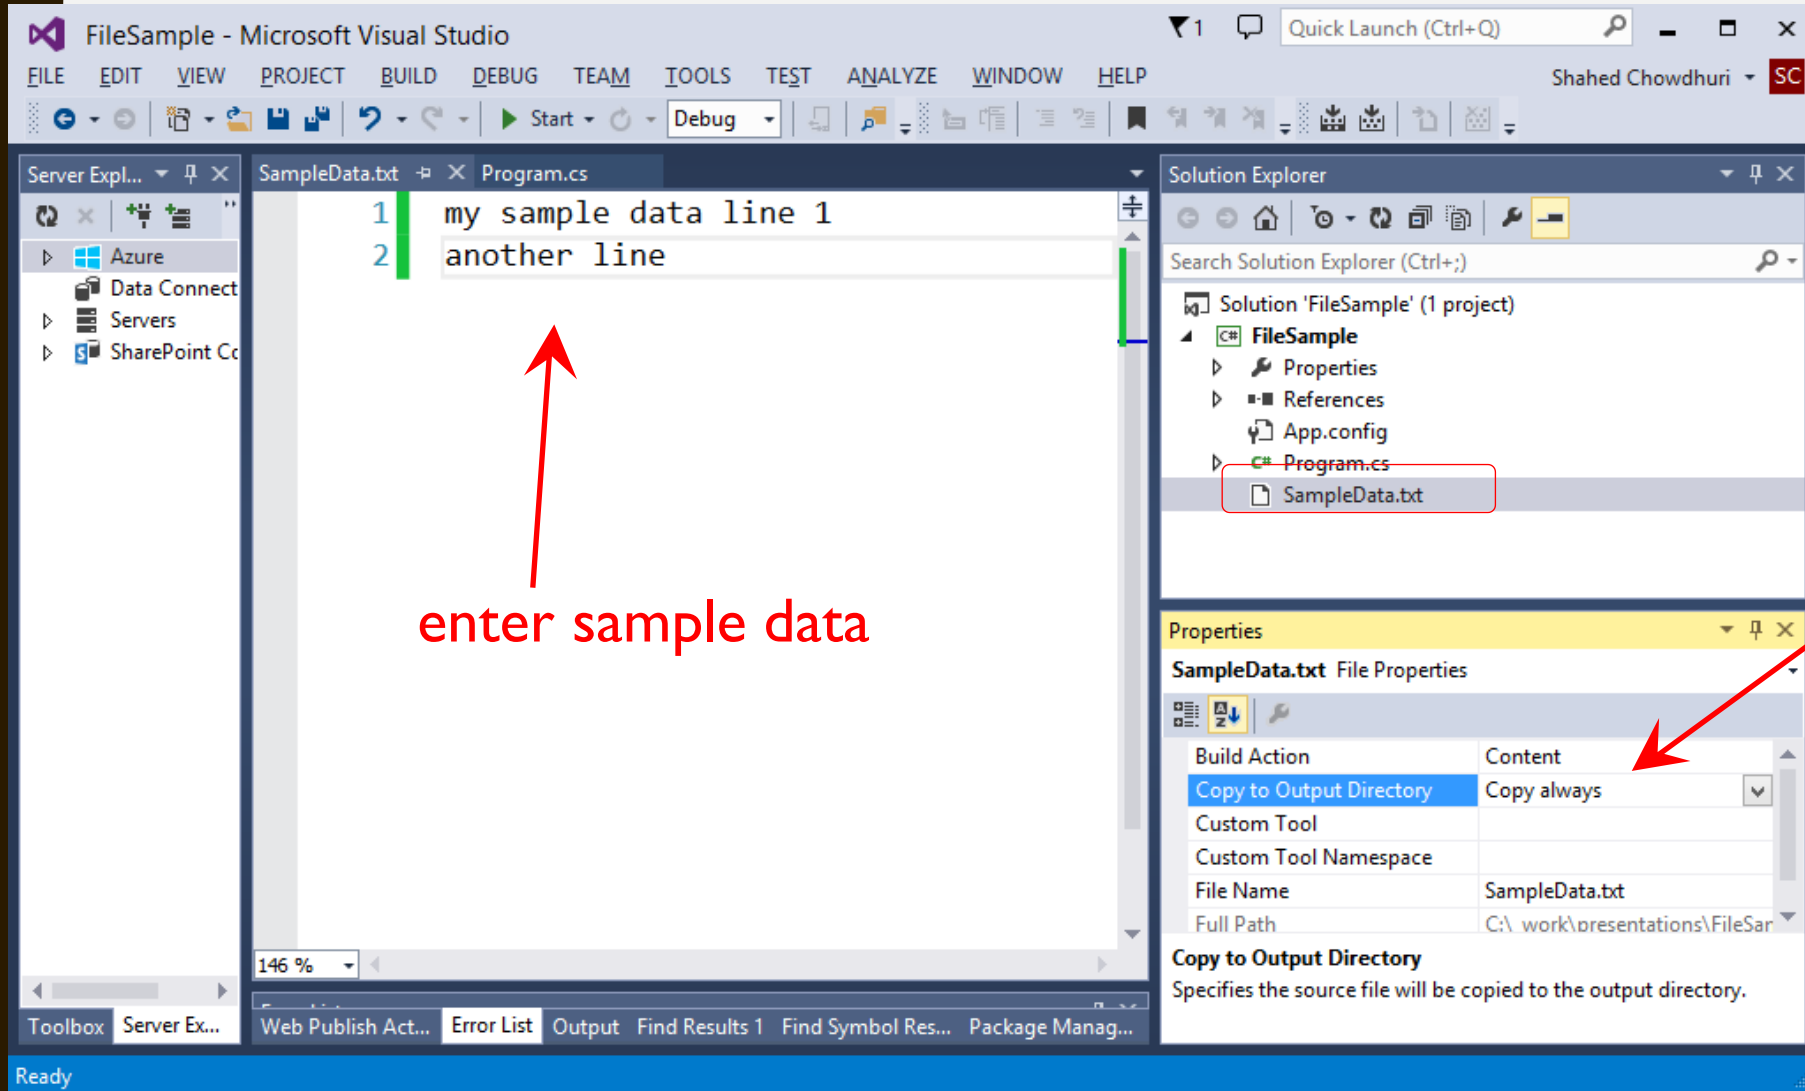 FileSample - Microsoft Visual Studio
1
Quick Launch (Ctrl+Q)
FILE EDIT VIEW PROJECT BUILD DEBUG TEAM TOOLS TEST ANALYZE WINDOW HELP
Shahed Chowdhuri SC
Start Debug
Server Expl...
Azure
Data Connect
Servers
SharePoint Co
SampleData.txt Program.cs
1 my sample data line 1
2 another line
enter sample data
146 %
Solution Explorer
Search Solution Explorer (Ctrl+;)
Solution 'FileSample' (1 project)
C# FileSample
Properties
References
App.config
C# Program.cs
SampleData.txt
Properties
SampleData.txt File Properties
Build Action Content
Copy to Output Directory Copy always
Custom Tool
Custom Tool Namespace
File Name SampleData.txt
Full Path C:\_work\presentations\FileSar
Copy to Output Directory
Specifies the source file will be copied to the output directory.
Toolbox Server Ex...
Web Publish Act... Error List Output Find Results 1 Find Symbol Res... Package Manag...
Ready